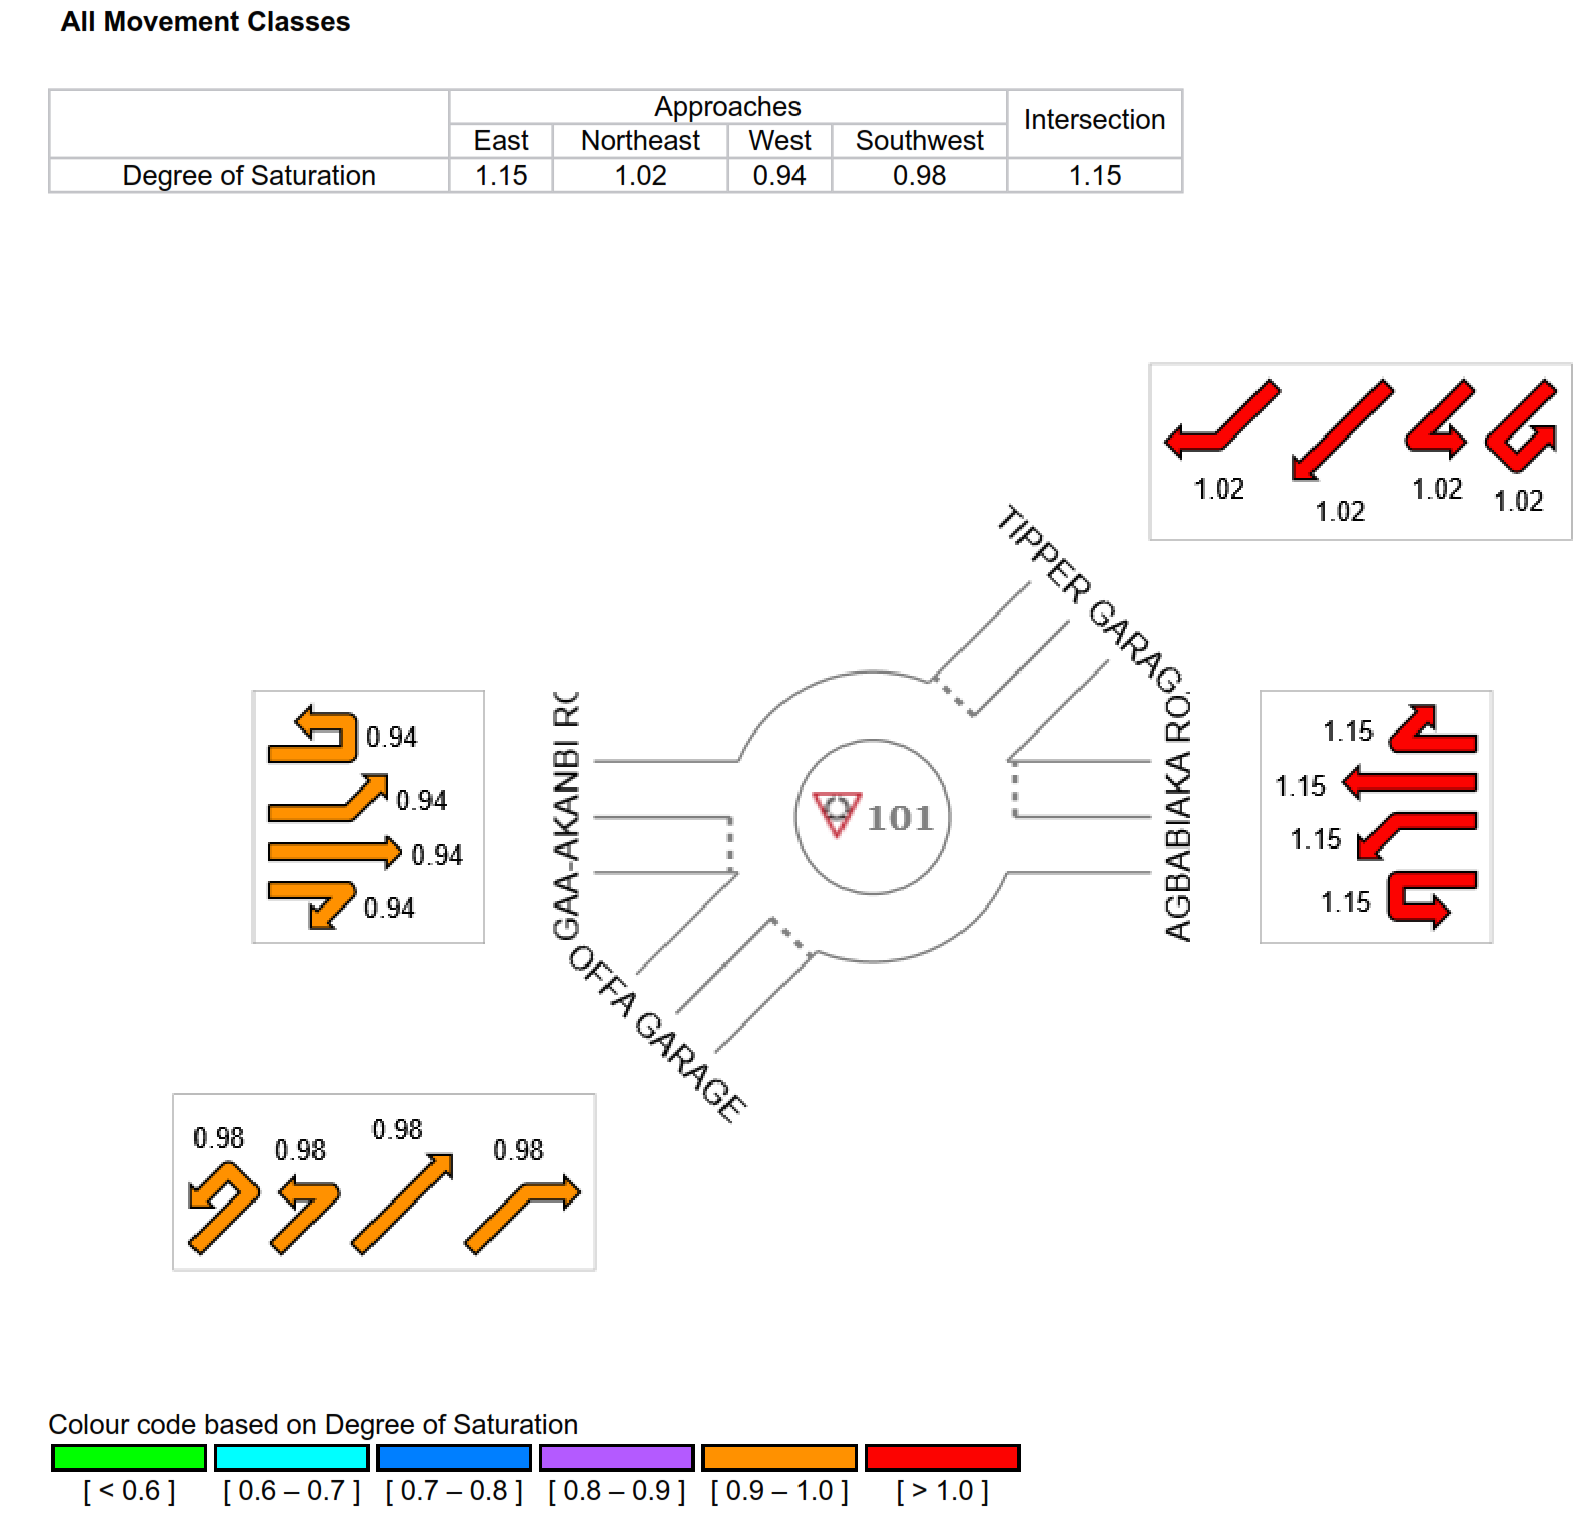 All Movement Classes
Approaches Intersection
East Northeast West Southwest
Degree of Saturation 1.15 1.02 0.94 0.98 1.15
1.02 1.02 1.02 1.02
TIPPER GARAG
0.94
0.94
0.94
0.94
GAA-AKANBI R
101
AGBABIAKA RO
1.15
1.15
1.15
1.15
OFFA GARAGE
0.98 0.98 0.98 0.98
Colour code based on Degree of Saturation
[ < 0.6 ] [ 0.6 – 0.7 ] [ 0.7 – 0.8 ] [ 0.8 – 0.9 ] [ 0.9 – 1.0 ] [ > 1.0 ]